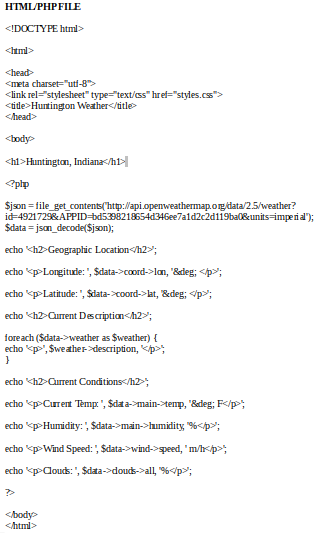 HTML/PHP FILE
<!DOCTYPE html>
<html>
<head>
<meta charset="utf-8">
<link rel="stylesheet" type="text/css" href="styles.css">
<title>Huntington Weather</title>
</head>
<body>
<h1>Huntington, Indiana</h1>
<?php
$json = file_get_contents('http://api.openweathermap.org/data/2.5/weather?
id=4921729&APPID=bd5398218654d346ee7a1d2c2d119ba0&units=imperial');
$data = json_decode($json);
echo '<h2>Geographic Location</h2>';
echo '<p>Longitude: ', $data->coord->lon, '&deg; </p>';
echo '<p>Latitude: ', $data->coord->lat, '&deg; </p>';
echo '<h2>Current Description</h2>';
foreach ($data->weather as $weather) {
echo '<p>', $weather->description, '</p>';
}
echo '<h2>Current Conditions</h2>';
echo '<p>Current Temp: ', $data->main->temp, '&deg; F</p>';
echo '<p>Humidity: ', $data->main->humidity, '%</p>';
echo '<p>Wind Speed: ', $data->wind->speed, ' m/h</p>';
echo '<p>Clouds: ', $data->clouds->all, '%</p>';
?>
</body>
</html>